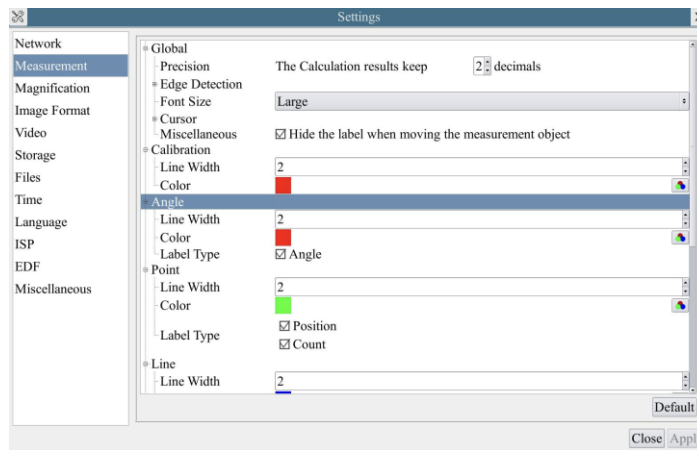 Settings
Network
Measurement
Magnification
Image Format
Video
Storage
Files
Time
Language
ISP
EDF
Miscellaneous
Global
Precision The Calculation results keep 2 decimals
Edge Detection
Font Size Large
Cursor
Miscellaneous Hide the label when moving the measurement object
Calibration
Line Width 2
Color
Angle
Line Width 2
Color
Label Type Angle
Point
Line Width 2
Color
Label Type Position
Count
Line
Line Width 2
Default
Close Appl